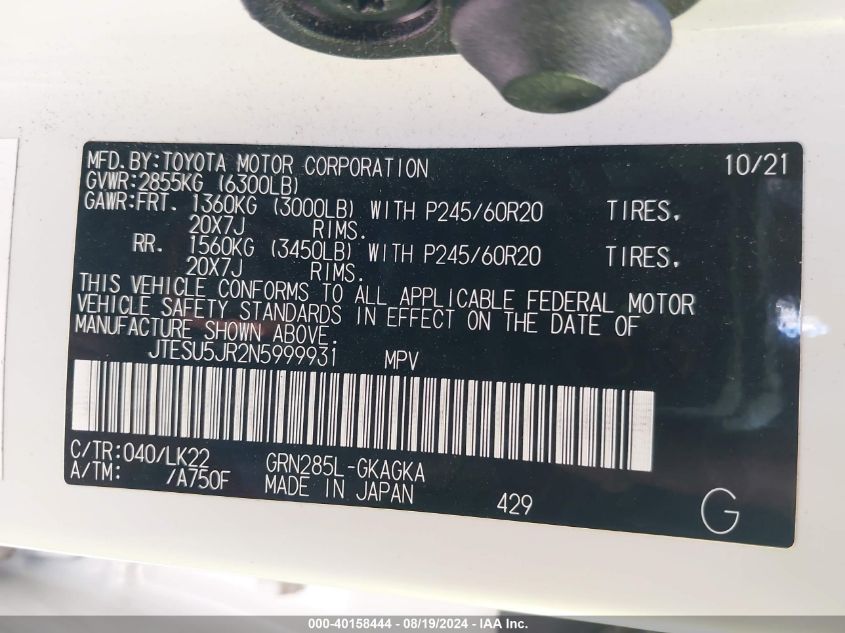 MFD. BY: TOYOTA MOTOR CORPORATION 10/21
GVWR: 2855KG (6300LB)
GAWR: FRT. 1360KG (3000LB) WITH P245/60R20 TIRES,
20X7J RIMS.
RR. 1560KG (3450LB) WITH P245/60R20 TIRES,
20X7J RIMS.
THIS VEHICLE CONFORMS TO ALL APPLICABLE FEDERAL MOTOR
VEHICLE SAFETY STANDARDS IN EFFECT ON THE DATE OF
MANUFACTURE SHOWN ABOVE.
JTESU5JR2N5999931 MPV
C/TR: 040/LK22 GRN285L-GKAGKA
A/TM: /A750F MADE IN JAPAN 429 G
000-40158444 - 08/19/2024 - IAA Inc.